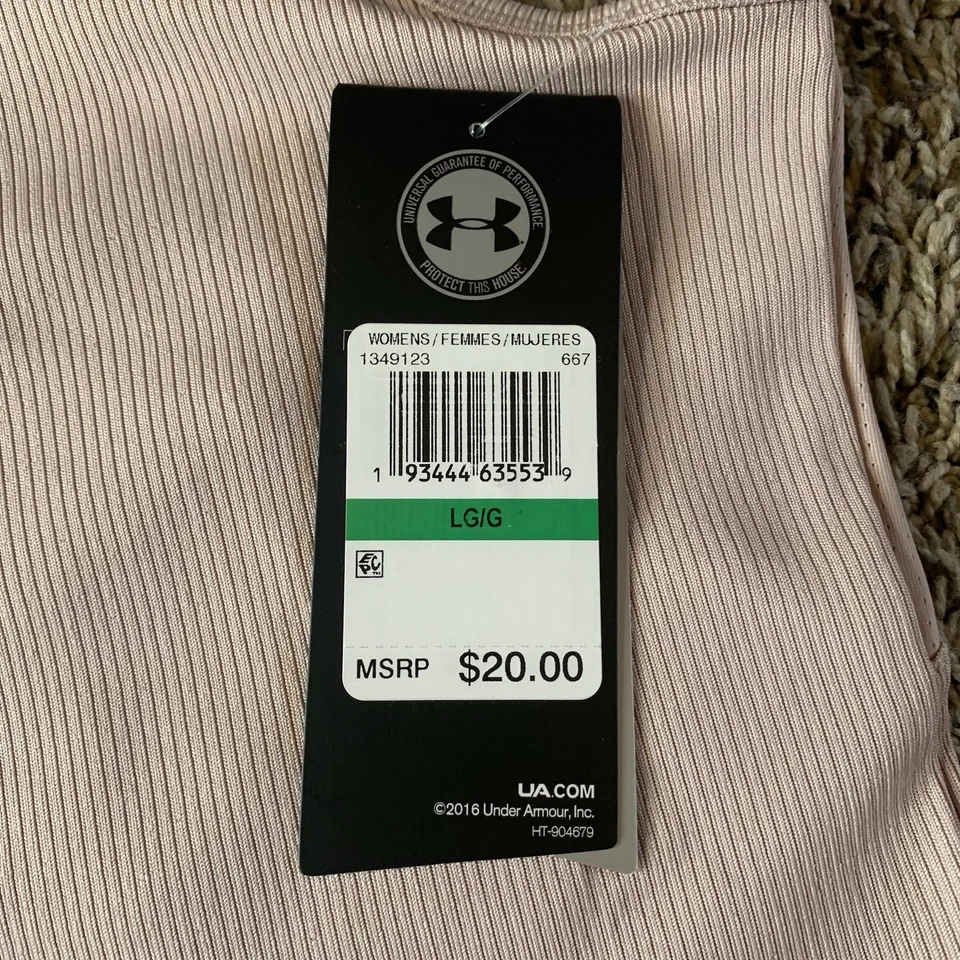 UNIVERSAL GUARANTEE OF PERFORMANCE.
PROTECT THIS HOUSE.
WOMENS/FEMMES/MUJERES
1349123 667
1 93444 63553 9
LG/G
EPC™
MSRP $20.00
UA.COM
©2016 Under Armour, Inc.
HT-904679